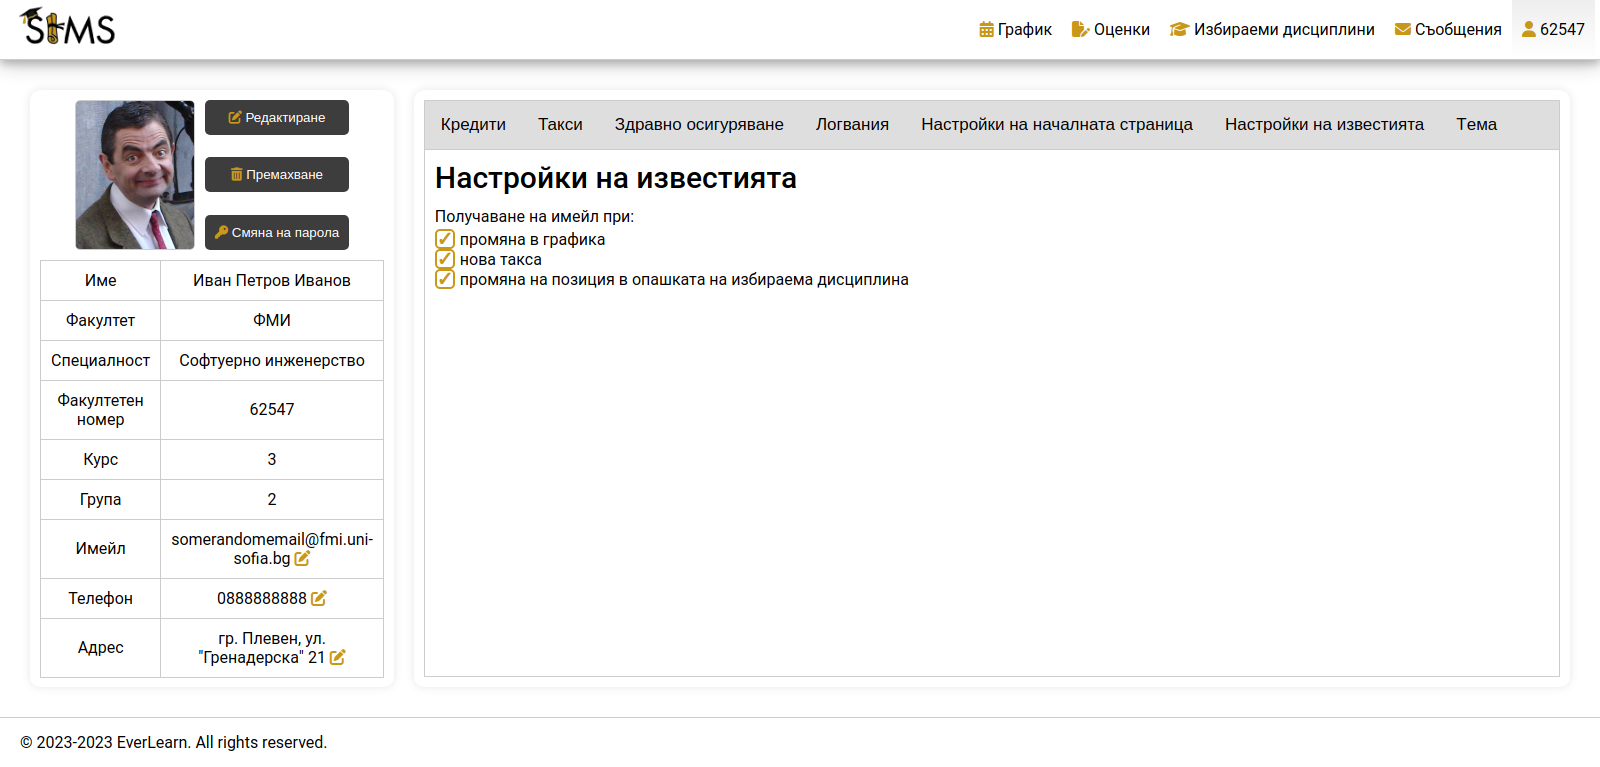 SIMS
График Оценки Избираеми дисциплини Съобщения 62547
Редактиране
Премахване
Смяна на парола
Име Иван Петров Иванов
Факултет ФМИ
Специалност Софтуерно инженерство
Факултетен
номер
62547
Курс 3
Група 2
Имейл
somerandomemail@fmi.uni-
sofia.bg
Телефон 0888888888
Адрес
гр. Плевен, ул.
"Гренадерска" 21
Кредити Такси Здравно осигуряване Логвания Настройки на началната страница Настройки на известията Тема
Настройки на известията
Получаване на имейл при:
промяна в графика
нова такса
промяна на позиция в опашката на избираема дисциплина
© 2023-2023 EverLearn. All rights reserved.